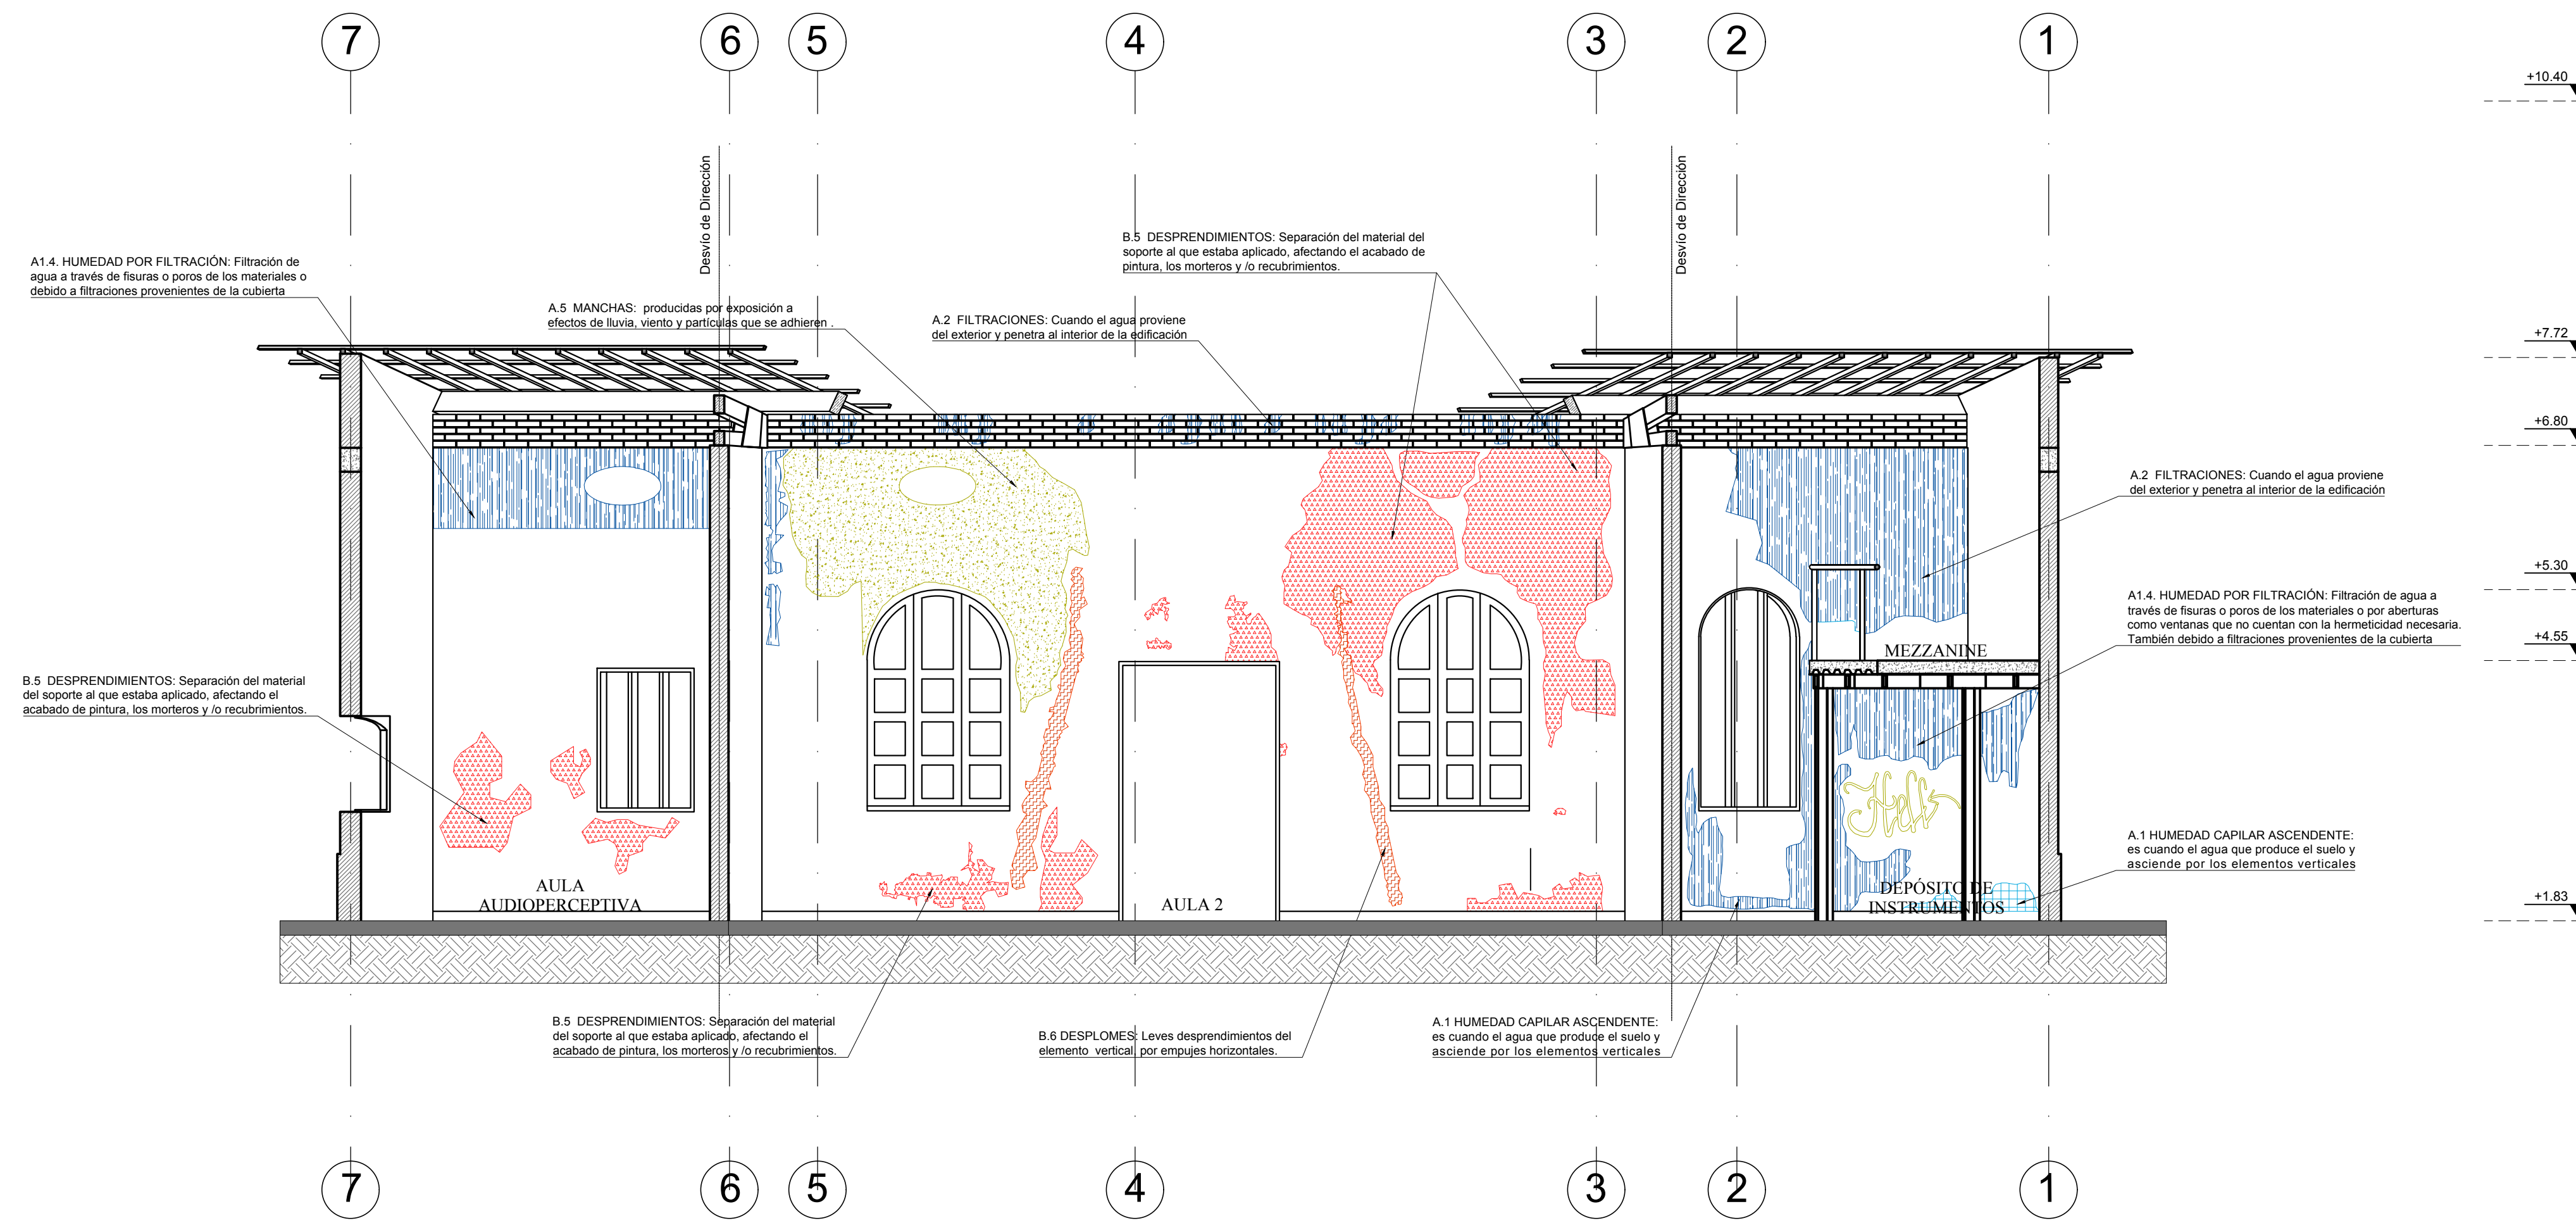 7
6
5
4
3
2
1
+10.40
Desvío de Dirección
Desvío de Dirección
B.5 DESPRENDIMIENTOS: Separación del material del
soporte al que estaba aplicado, afectando el acabado de
pintura, los morteros y /o recubrimientos.
A1.4. HUMEDAD POR FILTRACIÓN: Filtración de
agua a través de fisuras o poros de los materiales o
debido a filtraciones provenientes de la cubierta
A.5 MANCHAS: producidas por exposición a
efectos de lluvia, viento y partículas que se adhieren .
A.2 FILTRACIONES: Cuando el agua proviene
del exterior y penetra al interior de la edificación
+7.72
+6.80
A.2 FILTRACIONES: Cuando el agua proviene
del exterior y penetra al interior de la edificación
+5.30
A1.4. HUMEDAD POR FILTRACIÓN: Filtración de agua a
través de fisuras o poros de los materiales o por aberturas
como ventanas que no cuentan con la hermeticidad necesaria.
También debido a filtraciones provenientes de la cubierta
+4.55
MEZZANINE
B.5 DESPRENDIMIENTOS: Separación del material
del soporte al que estaba aplicado, afectando el
acabado de pintura, los morteros y /o recubrimientos.
A.1 HUMEDAD CAPILAR ASCENDENTE:
es cuando el agua que produce el suelo y
asciende por los elementos verticales
AULA
AUDIOPERCEPTIVA
AULA 2
DEPÓSITO DE
INSTRUMENTOS
+1.83
B.5 DESPRENDIMIENTOS: Separación del material
del soporte al que estaba aplicado, afectando el
acabado de pintura, los morteros y /o recubrimientos.
B.6 DESPLOMES: Leves desprendimientos del
elemento vertical, por empujes horizontales.
A.1 HUMEDAD CAPILAR ASCENDENTE:
es cuando el agua que produce el suelo y
asciende por los elementos verticales
7
6
5
4
3
2
1